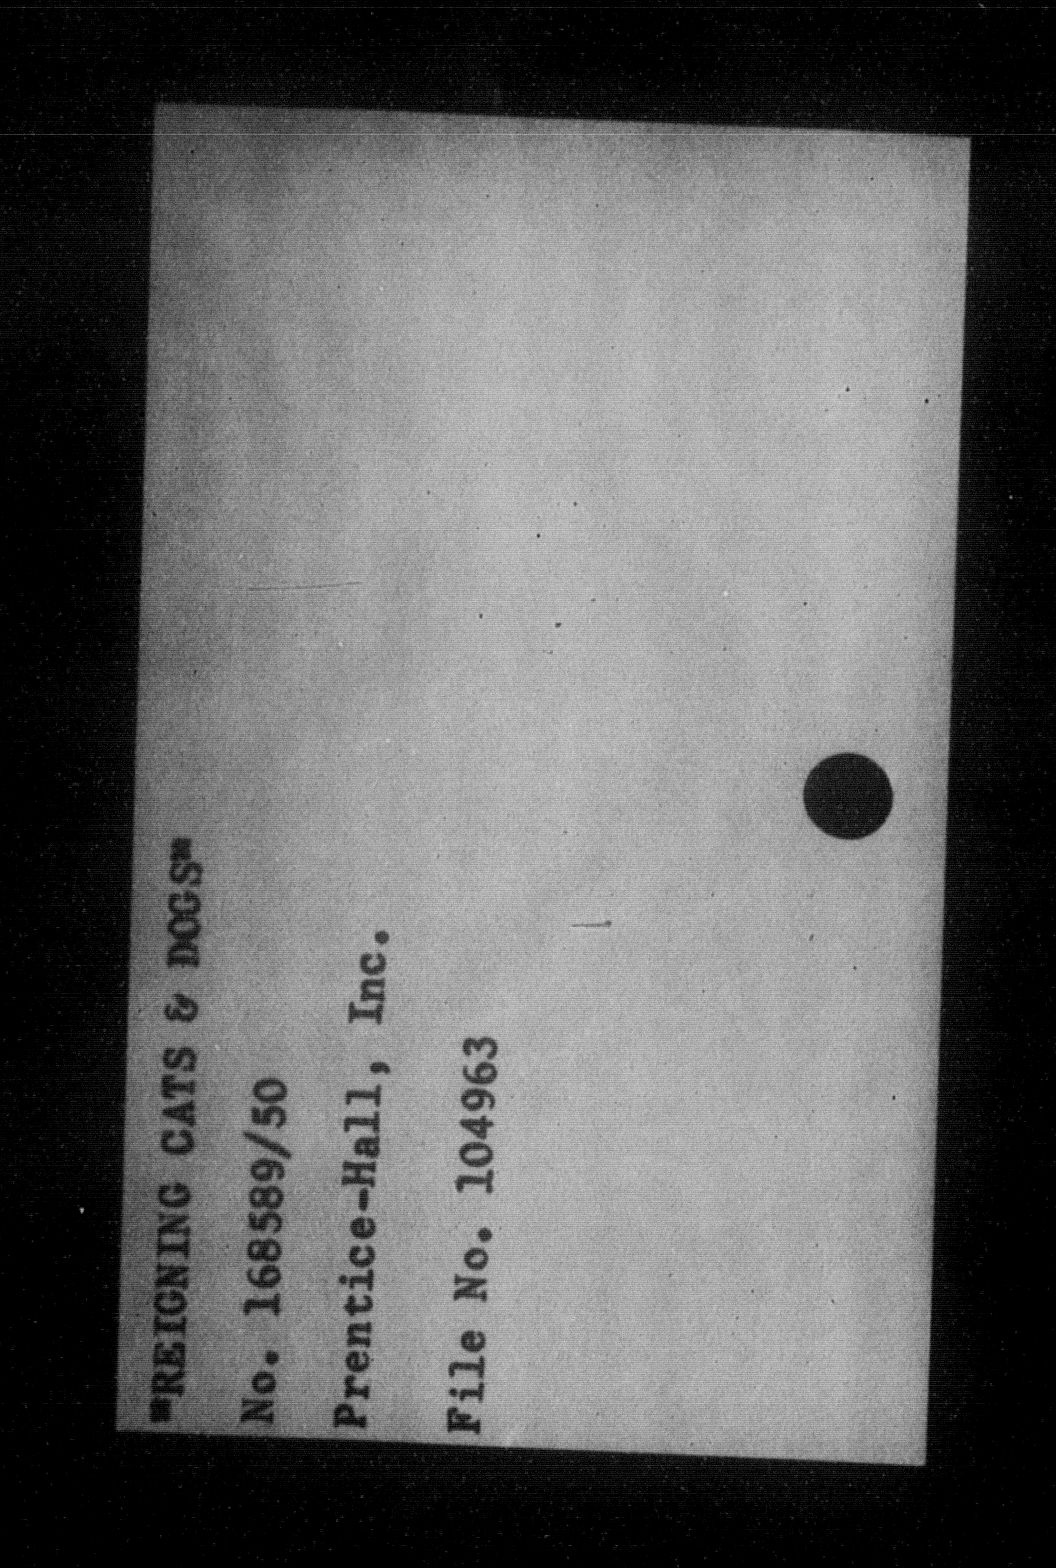 "REIGNING CATS & DOGS"
No. 168589/50
Prentice-Hall, Inc.
File No. 104963